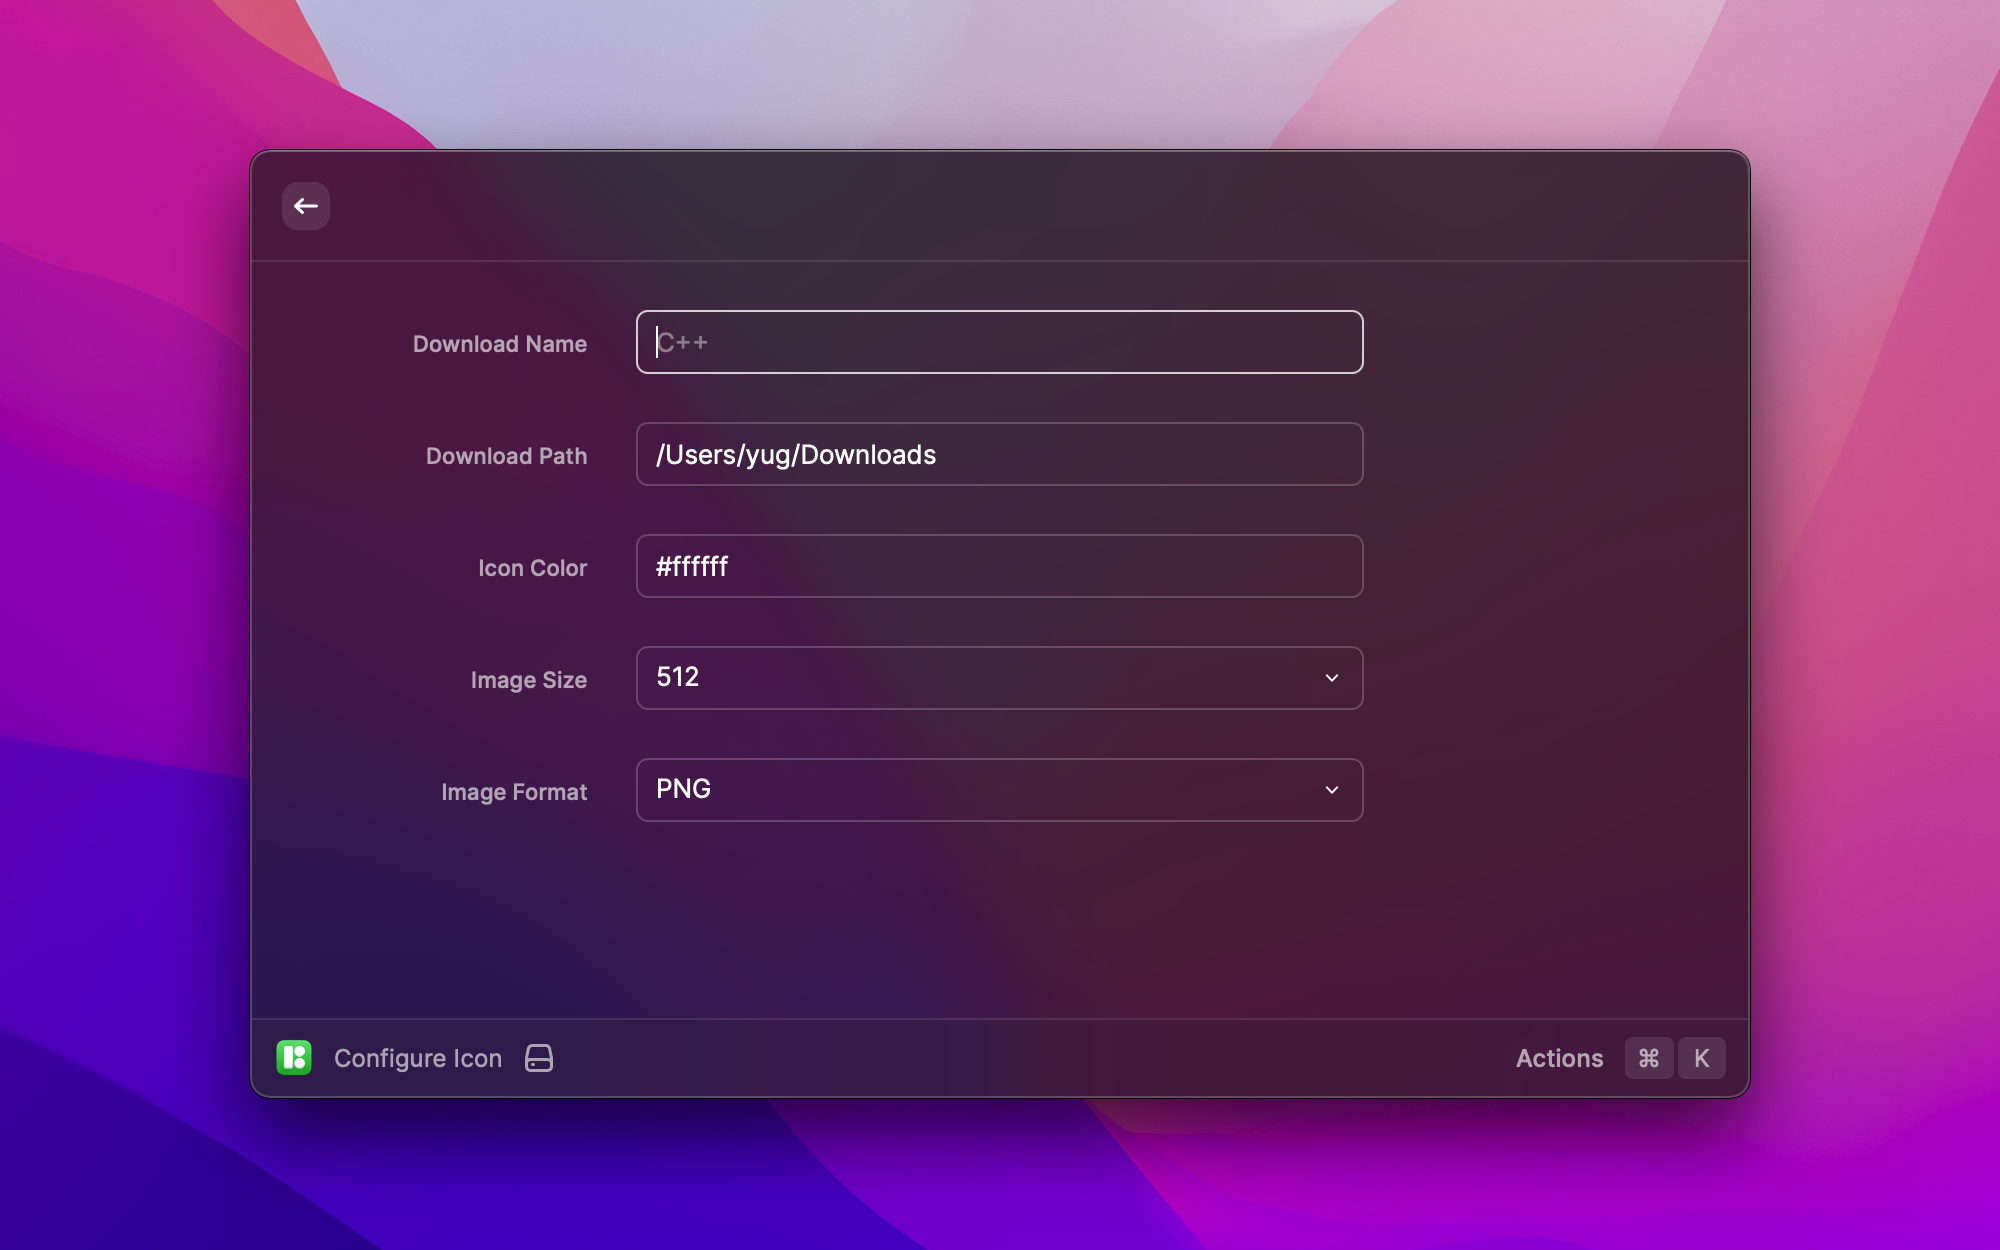 Download Name
C++
Download Path
/Users/yug/Downloads
Icon Color
#ffffff
Image Size
512
Image Format
PNG
Configure Icon
Actions ⌘ K